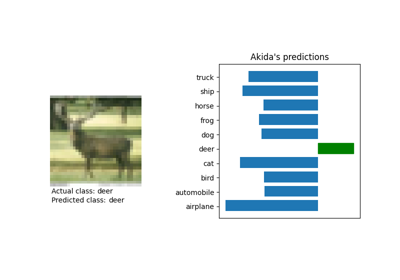 Akida's predictions
truck
ship
horse
frog
dog
deer
cat
bird
automobile
airplane
Actual class: deer
Predicted class: deer